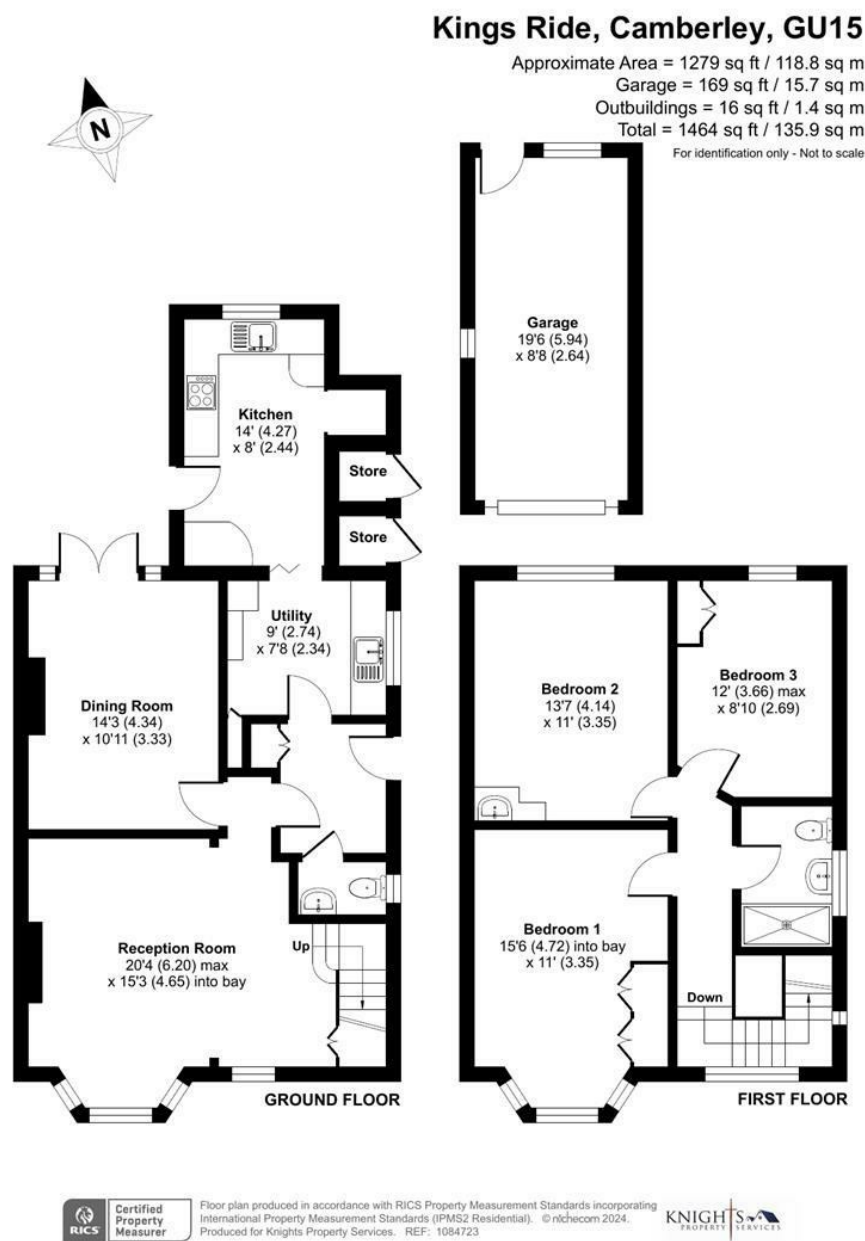 Kings Ride, Camberley, GU15
Approximate Area = 1279 sq ft / 118.8 sq m
Garage = 169 sq ft / 15.7 sq m
Outbuildings = 16 sq ft / 1.4 sq m
Total = 1464 sq ft / 135.9 sq m
For identification only - Not to scale
N
Garage
19'6 (5.94)
x 8'8 (2.64)
Kitchen
14' (4.27)
x 8' (2.44)
Store
Store
Utility
9' (2.74)
x 7'8 (2.34)
Dining Room
14'3 (4.34)
x 10'11 (3.33)
Reception Room
20'4 (6.20) max
x 15'3 (4.65) into bay
Up
GROUND FLOOR
Bedroom 2
13'7 (4.14)
x 11' (3.35)
Bedroom 3
12' (3.66) max
x 8'10 (2.69)
Bedroom 1
15'6 (4.72) into bay
x 11' (3.35)
Down
FIRST FLOOR
RICS
Certified
Property
Measurer
Floor plan produced in accordance with RICS Property Measurement Standards incorporating
International Property Measurement Standards (IPMS2 Residential). © nichecom 2024.
Produced for Knights Property Services. REF: 1084723
KNIGHTS
PROPERTY SERVICES